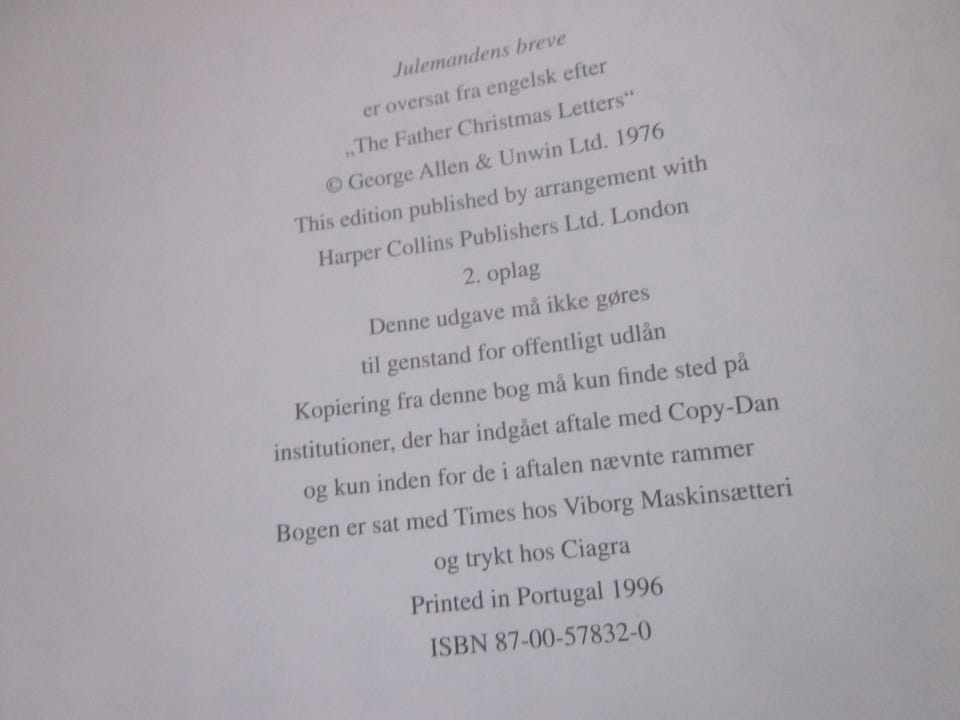 Julemandens breve
er oversat fra engelsk efter
„The Father Christmas Letters“
© George Allen & Unwin Ltd. 1976
This edition published by arrangement with
Harper Collins Publishers Ltd. London
2. oplag
Denne udgave må ikke gøres
til genstand for offentligt udlån
Kopiering fra denne bog må kun finde sted på
institutioner, der har indgået aftale med Copy-Dan
og kun inden for de i aftalen nævnte rammer
Bogen er sat med Times hos Viborg Maskinsætteri
og trykt hos Ciagra
Printed in Portugal 1996
ISBN 87-00-57832-0